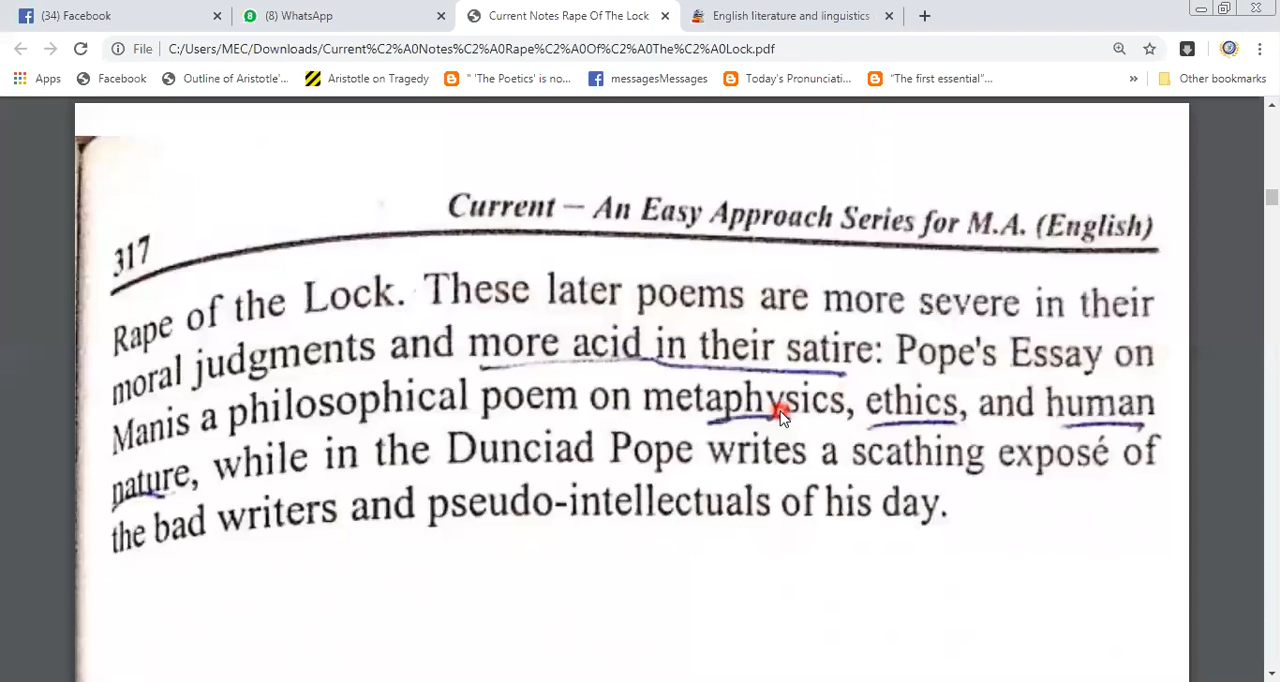 (34) Facebook
(8) WhatsApp
Current Notes Rape Of The Lock
English literature and linguistics
File
C:/Users/MEC/Downloads/Current%C2%A0Notes%C2%A0Rape%C2%A0Of%C2%A0The%C2%A0Lock.pdf
Apps
Facebook
Outline of Aristotle'...
Aristotle on Tragedy
" 'The Poetics' is no...
messagesMessages
Today's Pronunciati...
"The first essential"...
Other bookmarks
Current – An Easy Approach Series for M.A. (English)
317
Rape of the Lock. These later poems are more severe in their
moral judgments and more acid in their satire: Pope's Essay on
Manis a philosophical poem on metaphysics, ethics, and human
nature, while in the Dunciad Pope writes a scathing exposé of
the bad writers and pseudo-intellectuals of his day.